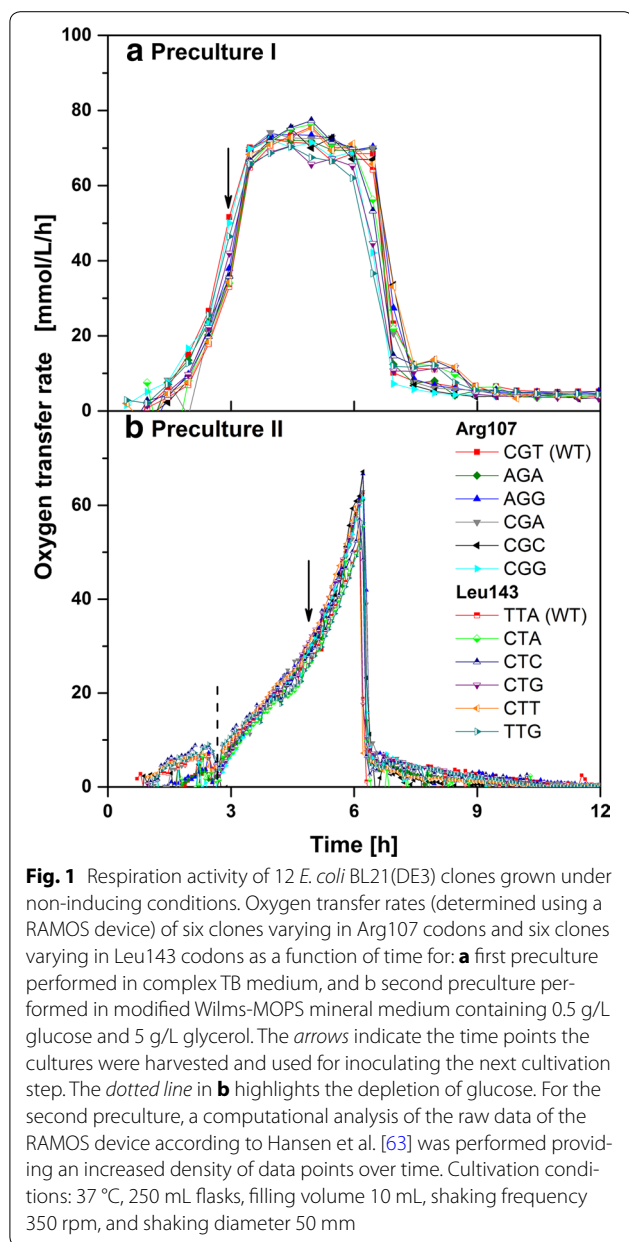 a Preculture I
100
80
60
40
20
0
b Preculture II
60
40
20
0
Oxygen transfer rate [mmol/L/h]
Arg107
CGT (WT)
AGA
AGG
CGA
CGC
CGG
Leu143
TTA (WT)
CTA
CTC
CTG
CTT
TTG
0 3 6 9 12
Time [h]
Fig. 1 Respiration activity of 12 E. coli BL21(DE3) clones grown under
non-inducing conditions. Oxygen transfer rates (determined using a
RAMOS device) of six clones varying in Arg107 codons and six clones
varying in Leu143 codons as a function of time for: a first preculture
performed in complex TB medium, and b second preculture per-
formed in modified Wilms-MOPS mineral medium containing 0.5 g/L
glucose and 5 g/L glycerol. The arrows indicate the time points the
cultures were harvested and used for inoculating the next cultivation
step. The dotted line in b highlights the depletion of glucose. For the
second preculture, a computational analysis of the raw data of the
RAMOS device according to Hansen et al. [63] was performed provid-
ing an increased density of data points over time. Cultivation condi-
tions: 37 °C, 250 mL flasks, filling volume 10 mL, shaking frequency
350 rpm, and shaking diameter 50 mm